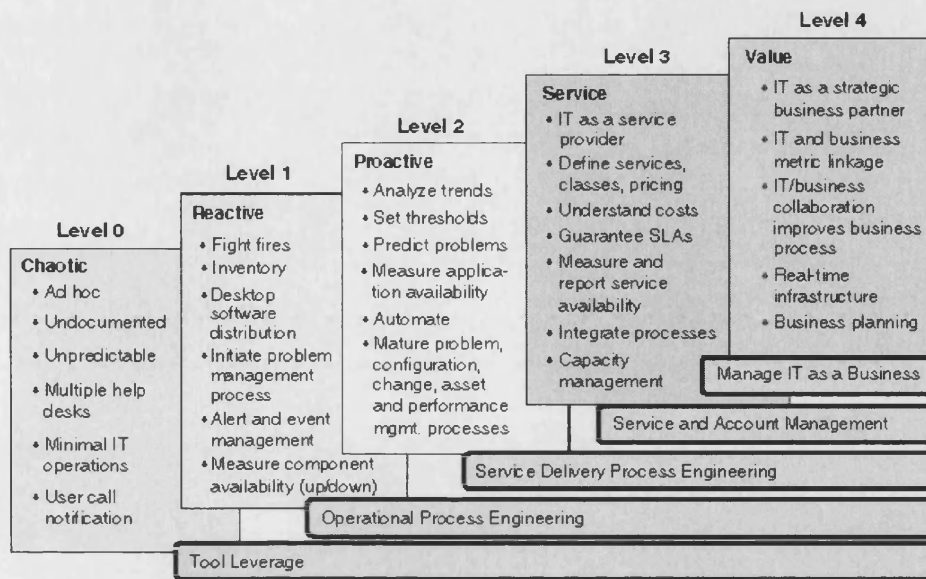 Level 0
Chaotic
• Ad hoc
• Undocumented
• Unpredictable
• Multiple help
desks
• Minimal IT
operations
• User call
notification
Level 1
Reactive
• Fight fires
• Inventory
• Desktop
software
distribution
• Initiate problem
management
process
• Alert and event
management
• Measure component
availability (up/down)
Level 2
Proactive
• Analyze trends
• Set thresholds
• Predict problems
• Measure applica-
tion availability
• Automate
• Mature problem,
configuration,
change, asset
and performance
mgmt. processes
Level 3
Service
• IT as a service
provider
• Define services,
classes, pricing
• Understand costs
• Guarantee SLAs
• Measure and
report service
availability
• Integrate processes
• Capacity
management
Level 4
Value
• IT as a strategic
business partner
• IT and business
metric linkage
• IT/business
collaboration
improves business
process
• Real-time
infrastructure
• Business planning
Manage IT as a Business
Service and Account Management
Service Delivery Process Engineering
Operational Process Engineering
Tool Leverage